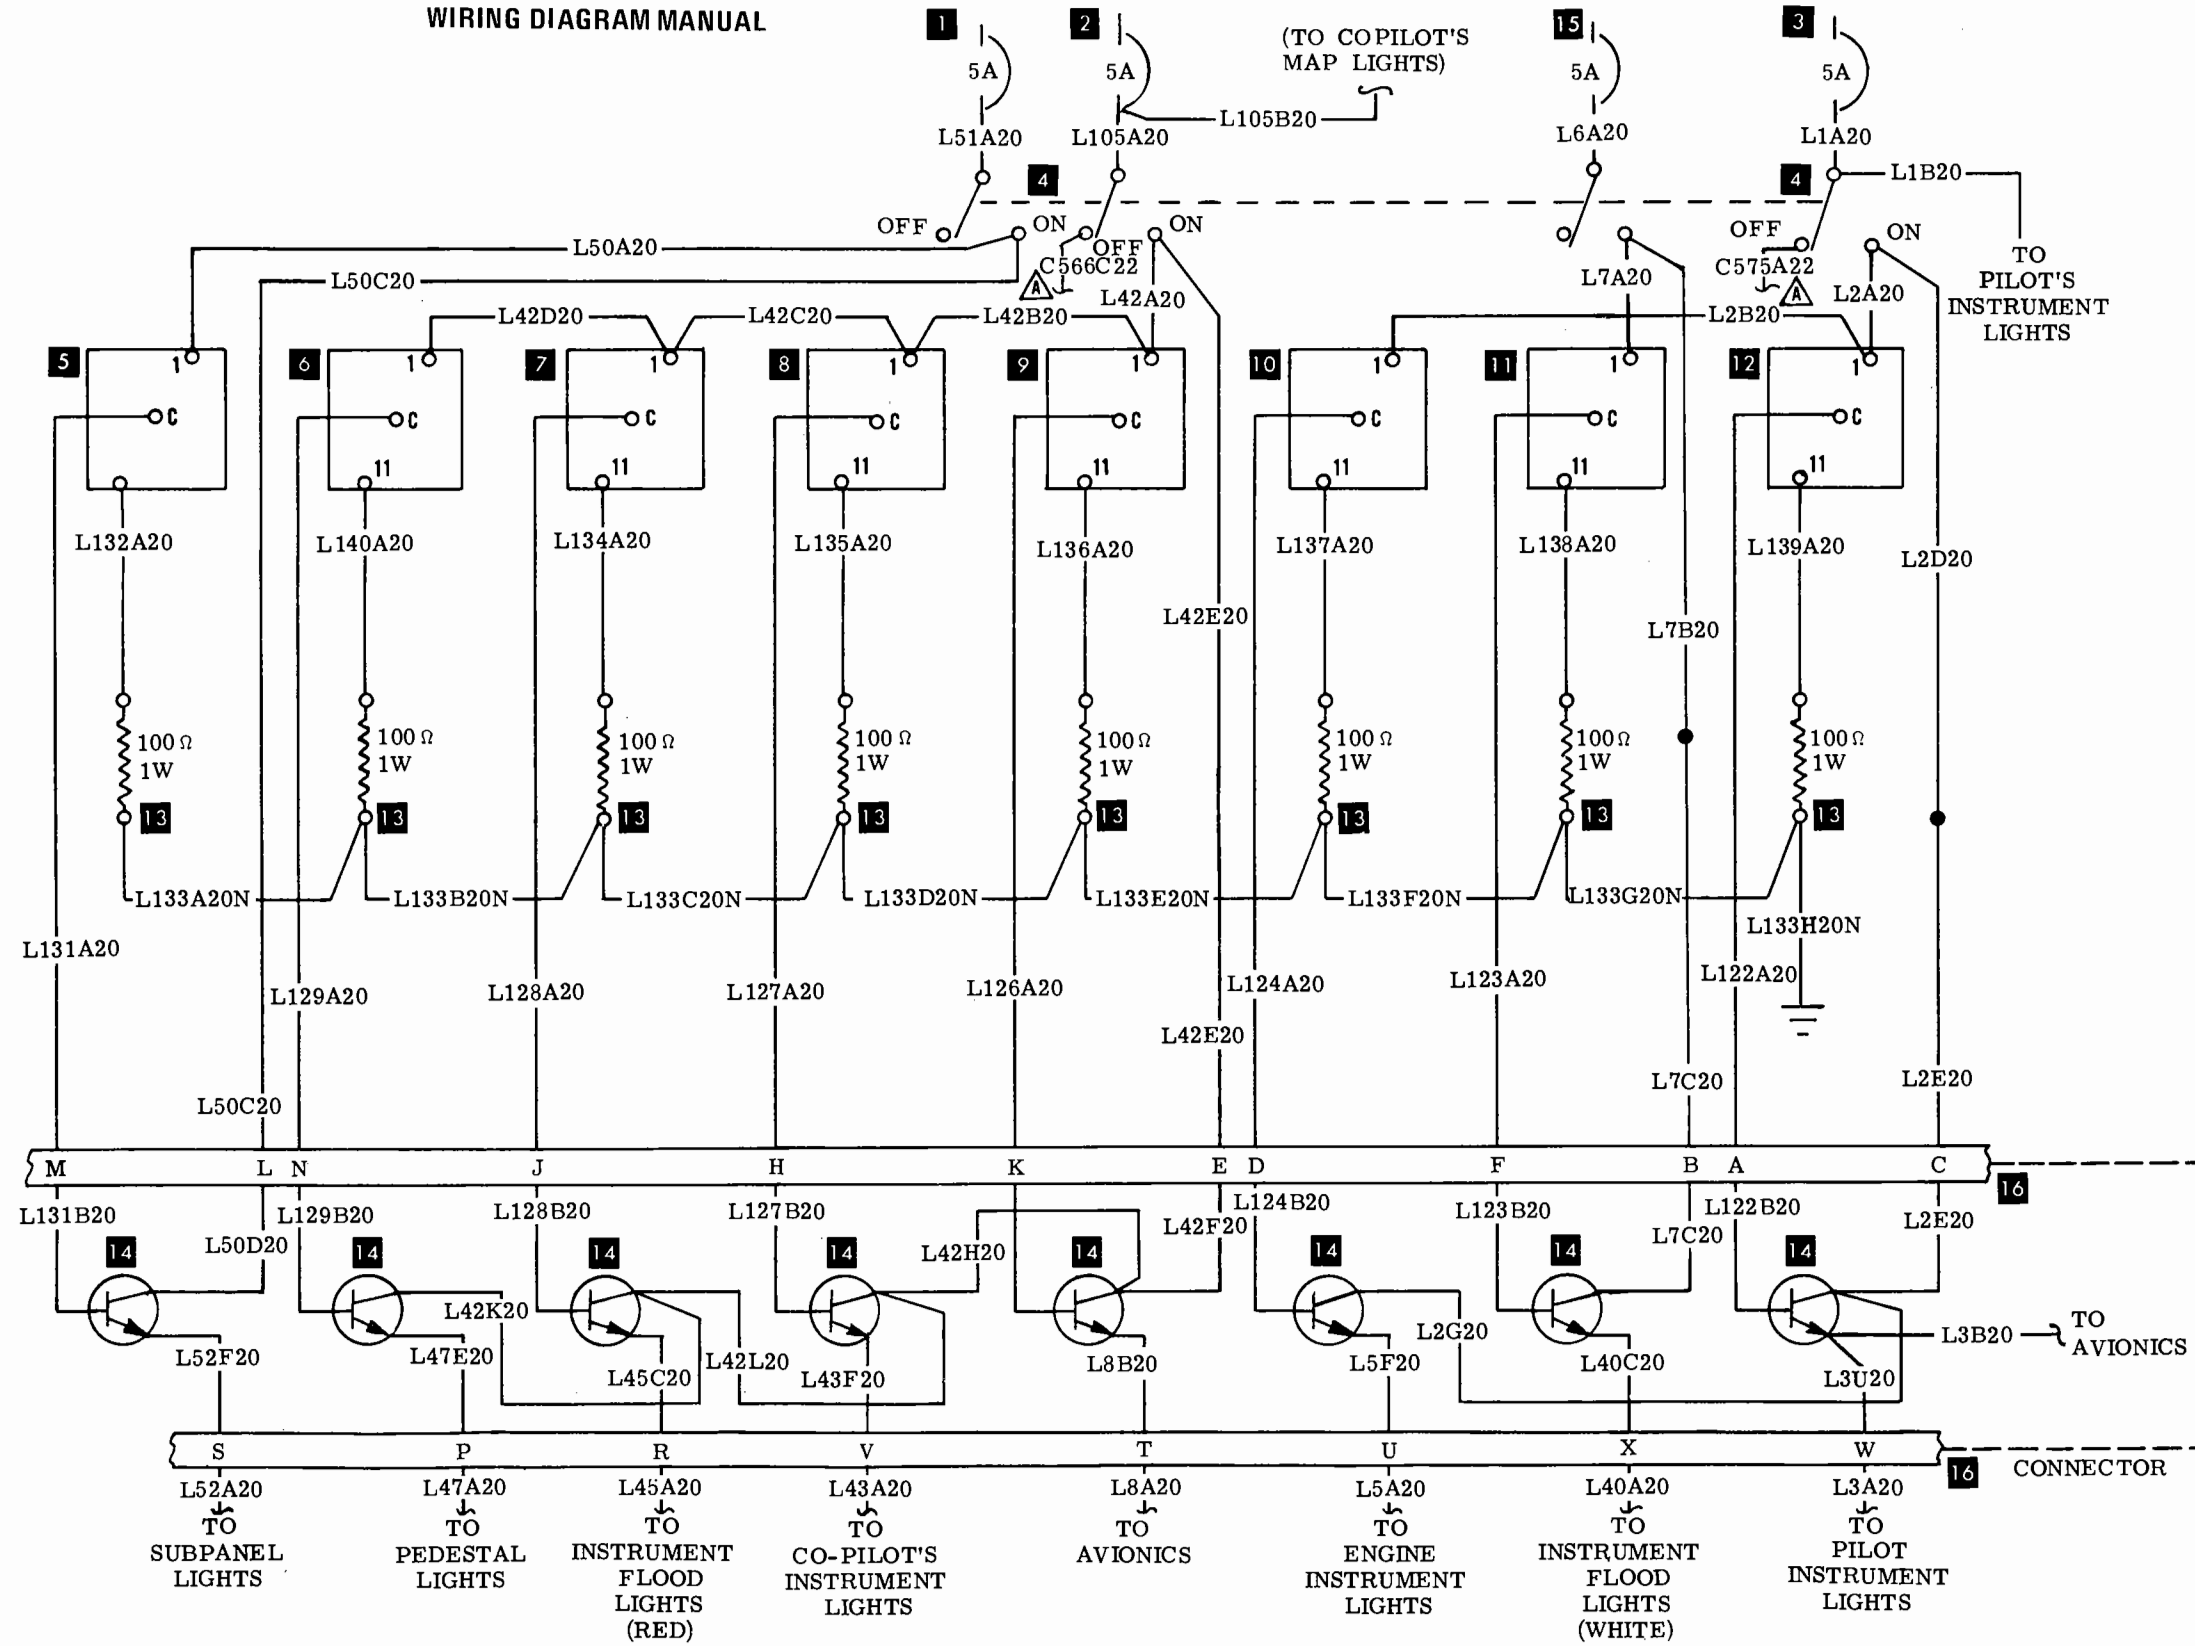 WIRING DIAGRAM MANUAL
1
2
15
3
(TO COPILOT'S
MAP LIGHTS)
5A
5A
5A
5A
L105B20
L51A20
L105A20
L6A20
L1A20
4
4
L1B20
OFF
ON
OFF
ON
OFF
ON
L50A20
C566C22
C575A22
TO
PILOT'S
INSTRUMENT
LIGHTS
L50C20
A
L42A20
L7A20
A
L2A20
L42D20
L42C20
L42B20
L2B20
5
1
6
1
7
1
8
1
9
1
10
1
11
1
12
1
C
C
C
C
C
C
C
C
11
11
11
11
11
11
11
L132A20
L140A20
L134A20
L135A20
L136A20
L137A20
L138A20
L139A20
L2D20
L42E20
L7B20
100Ω
1W
100Ω
1W
100Ω
1W
100Ω
1W
100Ω
1W
100Ω
1W
100Ω
1W
100Ω
1W
13
13
13
13
13
13
13
13
L133A20N
L133B20N
L133C20N
L133D20N
L133E20N
L133F20N
L133G20N
L133H20N
L131A20
L129A20
L128A20
L127A20
L126A20
L124A20
L123A20
L122A20
L42E20
L50C20
L7C20
L2E20
M L N J H K E D F B A C
16
L131B20
L50D20
L129B20
L128B20
L127B20
L42H20
L42F20
L124B20
L123B20
L7C20
L122B20
L2E20
14
14
14
14
14
14
14
14
L42K20
L42L20
L2G20
L3B20
TO
AVIONICS
L52F20
L47E20
L45C20
L43F20
L8B20
L5F20
L40C20
L3U20
S P R V T U X W
16
CONNECTOR
L52A20
TO
SUBPANEL
LIGHTS
L47A20
TO
PEDESTAL
LIGHTS
L45A20
TO
INSTRUMENT
FLOOD
LIGHTS
(RED)
L43A20
TO
CO-PILOT'S
INSTRUMENT
LIGHTS
L8A20
TO
AVIONICS
L5A20
TO
ENGINE
INSTRUMENT
LIGHTS
L40A20
TO
INSTRUMENT
FLOOD
LIGHTS
(WHITE)
L3A20
TO
PILOT
INSTRUMENT
LIGHTS